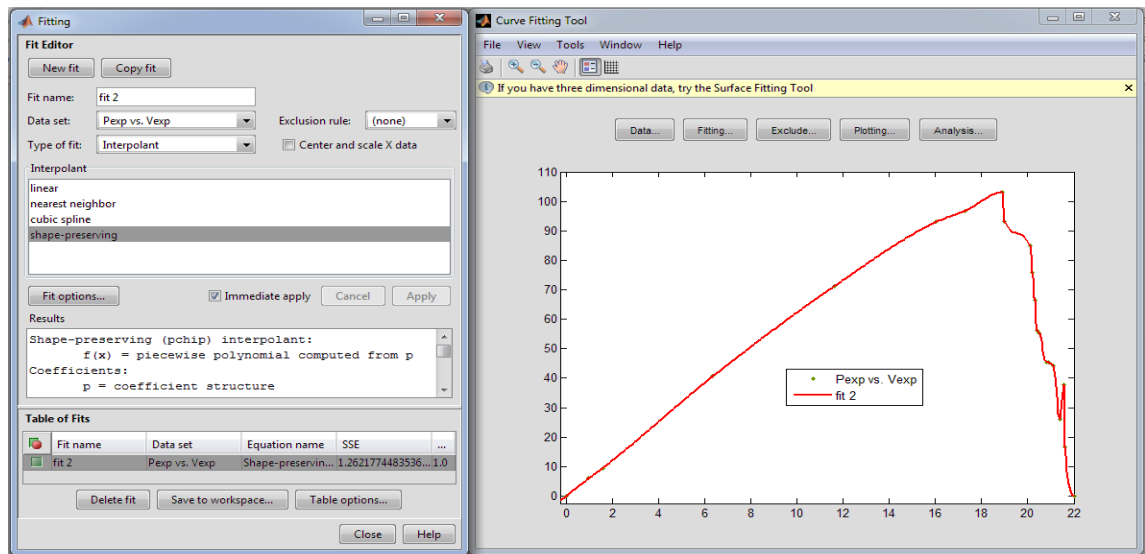 Fitting
Fit Editor
New fit Copy fit
Fit name: fit 2
Data set: Pexp vs. Vexp Exclusion rule: (none)
Type of fit: Interpolant Center and scale X data
Interpolant
linear
nearest neighbor
cubic spline
shape-preserving
Fit options... Immediate apply Cancel Apply
Results
Shape-preserving (pchip) interpolant:
f(x) = piecewise polynomial computed from p
Coefficients:
p = coefficient structure
Table of Fits
Fit name Data set Equation name SSE ...
fit 2 Pexp vs. Vexp Shape-preservin... 1.2621774483536... 1.0
Delete fit Save to workspace... Table options...
Close Help
Curve Fitting Tool
File View Tools Window Help
If you have three dimensional data, try the Surface Fitting Tool
Data... Fitting... Exclude... Plotting... Analysis...
110
100
90
80
70
60
50
40
30
20
10
0
Pexp vs. Vexp
fit 2
0 2 4 6 8 10 12 14 16 18 20 22